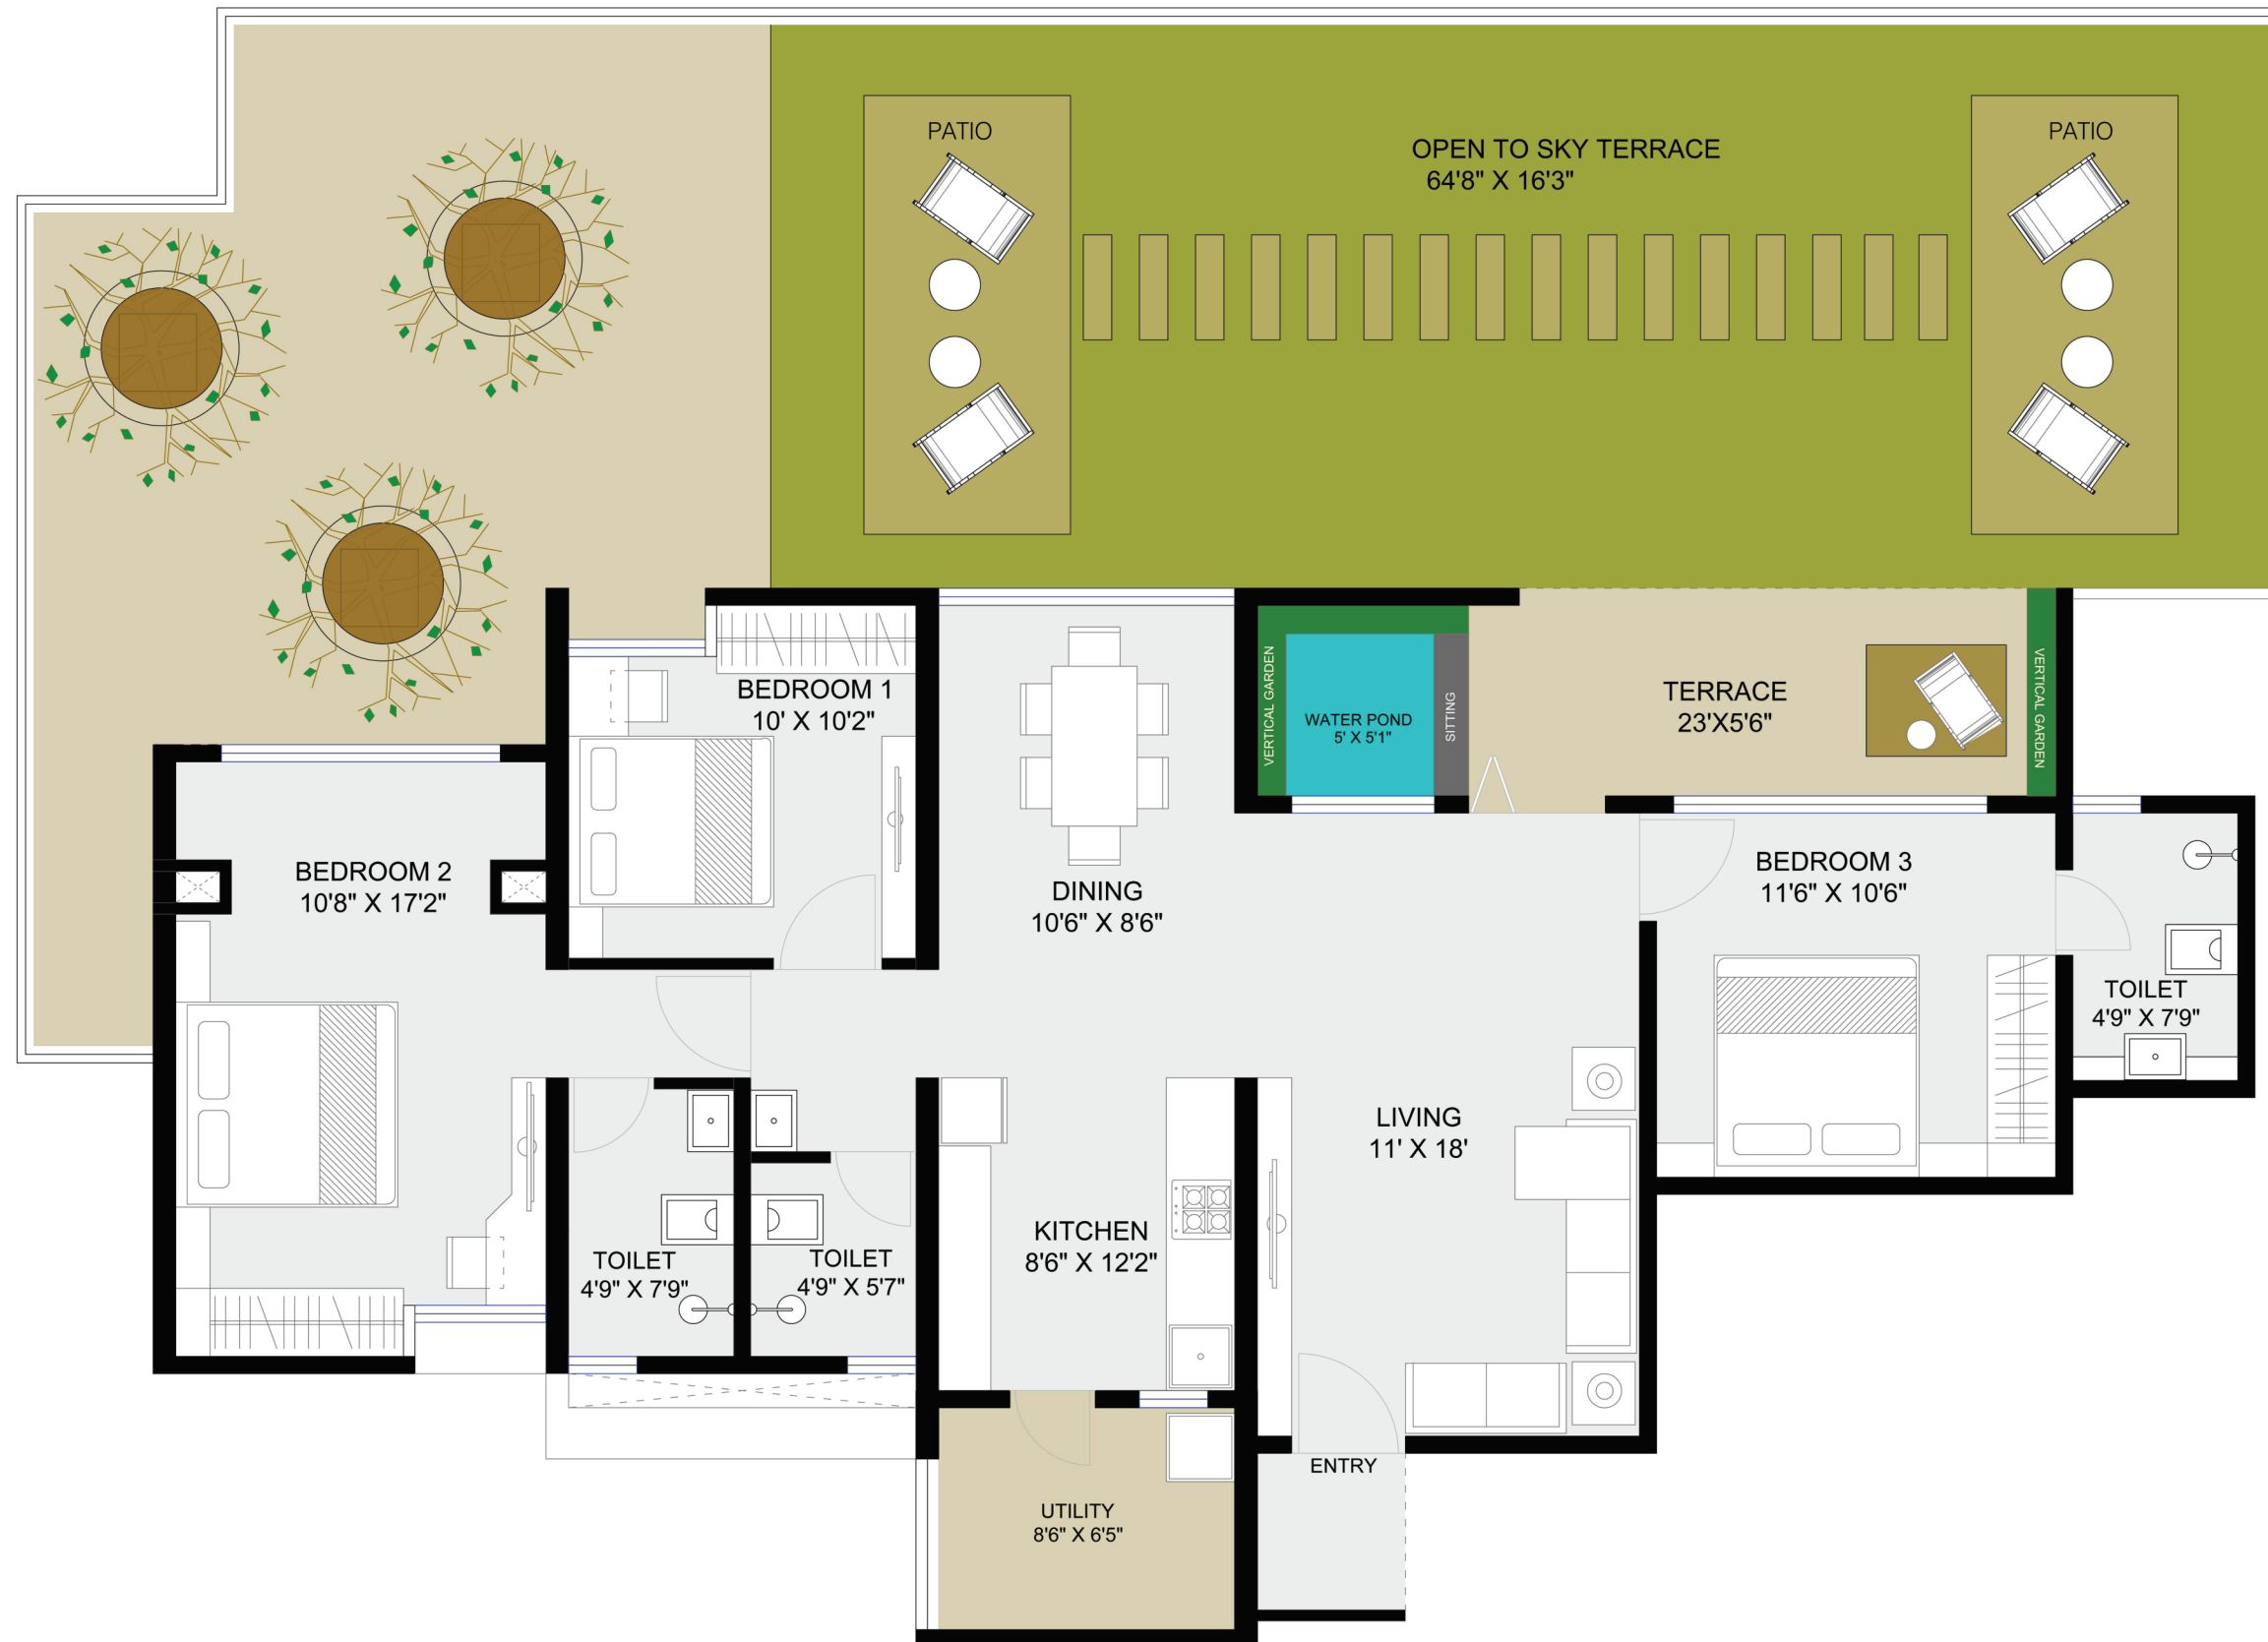 PATIO
OPEN TO SKY TERRACE
64'8" X 16'3"
PATIO
BEDROOM 1
10' X 10'2"
VERTICAL GARDEN
WATER POND
5' X 5'1"
SITTING
TERRACE
23'X5'6"
VERTICAL GARDEN
BEDROOM 2
10'8" X 17'2"
DINING
10'6" X 8'6"
BEDROOM 3
11'6" X 10'6"
TOILET
4'9" X 7'9"
LIVING
11' X 18'
KITCHEN
8'6" X 12'2"
TOILET
4'9" X 7'9"
TOILET
4'9" X 5'7"
ENTRY
UTILITY
8'6" X 6'5"